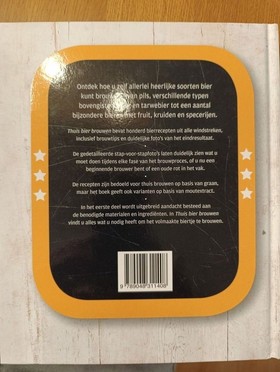 Ontdek hoe u zelf allerlei heerlijke soorten bier
kunt brouwen, van pils, verschillende typen
bovengistend en tarwebier tot een aantal
bijzondere bieren met fruit, kruiden en specerijen.
Thuis bier brouwen bevat honderd bierrecepten uit alle windstreken,
inclusief brouwtips en duidelijke foto's van het eindresultaat.
De gedetailleerde stap-voor-stapfoto's laten duidelijk zien wat u
moet doen tijdens elke fase van het brouwproces, of u nu een
beginnende brouwer bent of een oude rot in het vak.
De recepten zijn bedoeld voor thuis brouwen op basis van graan,
maar het boek geeft ook varianten op basis van moutextract.
In het eerste deel wordt uitgebreid aandacht besteed aan
de benodigde materialen en ingrediënten. In Thuis bier brouwen
vindt u alles wat u nodig heeft om het volmaakte biertje te brouwen.
9 789048 311408